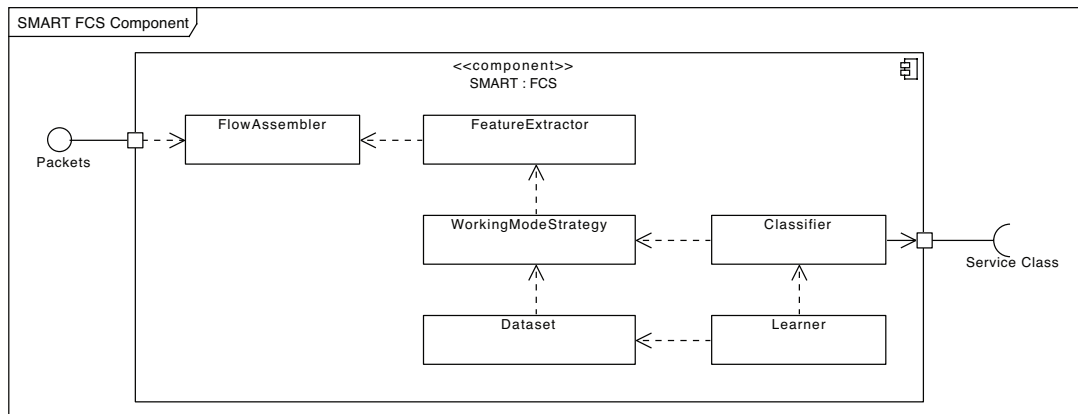 SMART FCS Component
<<component>>
SMART : FCS
FlowAssembler
FeatureExtractor
Packets
WorkingModeStrategy
Classifier
Service Class
Dataset
Learner